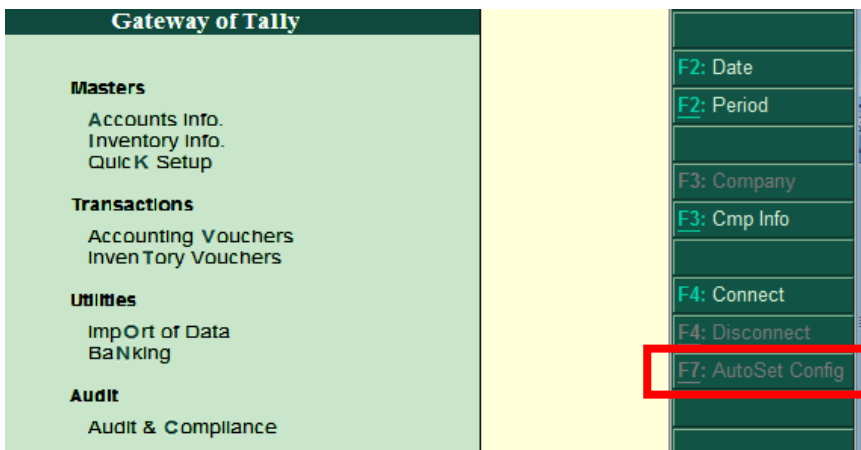 Gateway of Tally
Masters
Accounts Info.
Inventory Info.
QuicK Setup
Transactions
Accounting Vouchers
InvenTory Vouchers
Utilities
ImpOrt of Data
BaNking
Audit
Audit & Compliance
F2: Date
F2: Period
F3: Company
F3: Cmp Info
F4: Connect
F4: Disconnect
F7: AutoSet Config